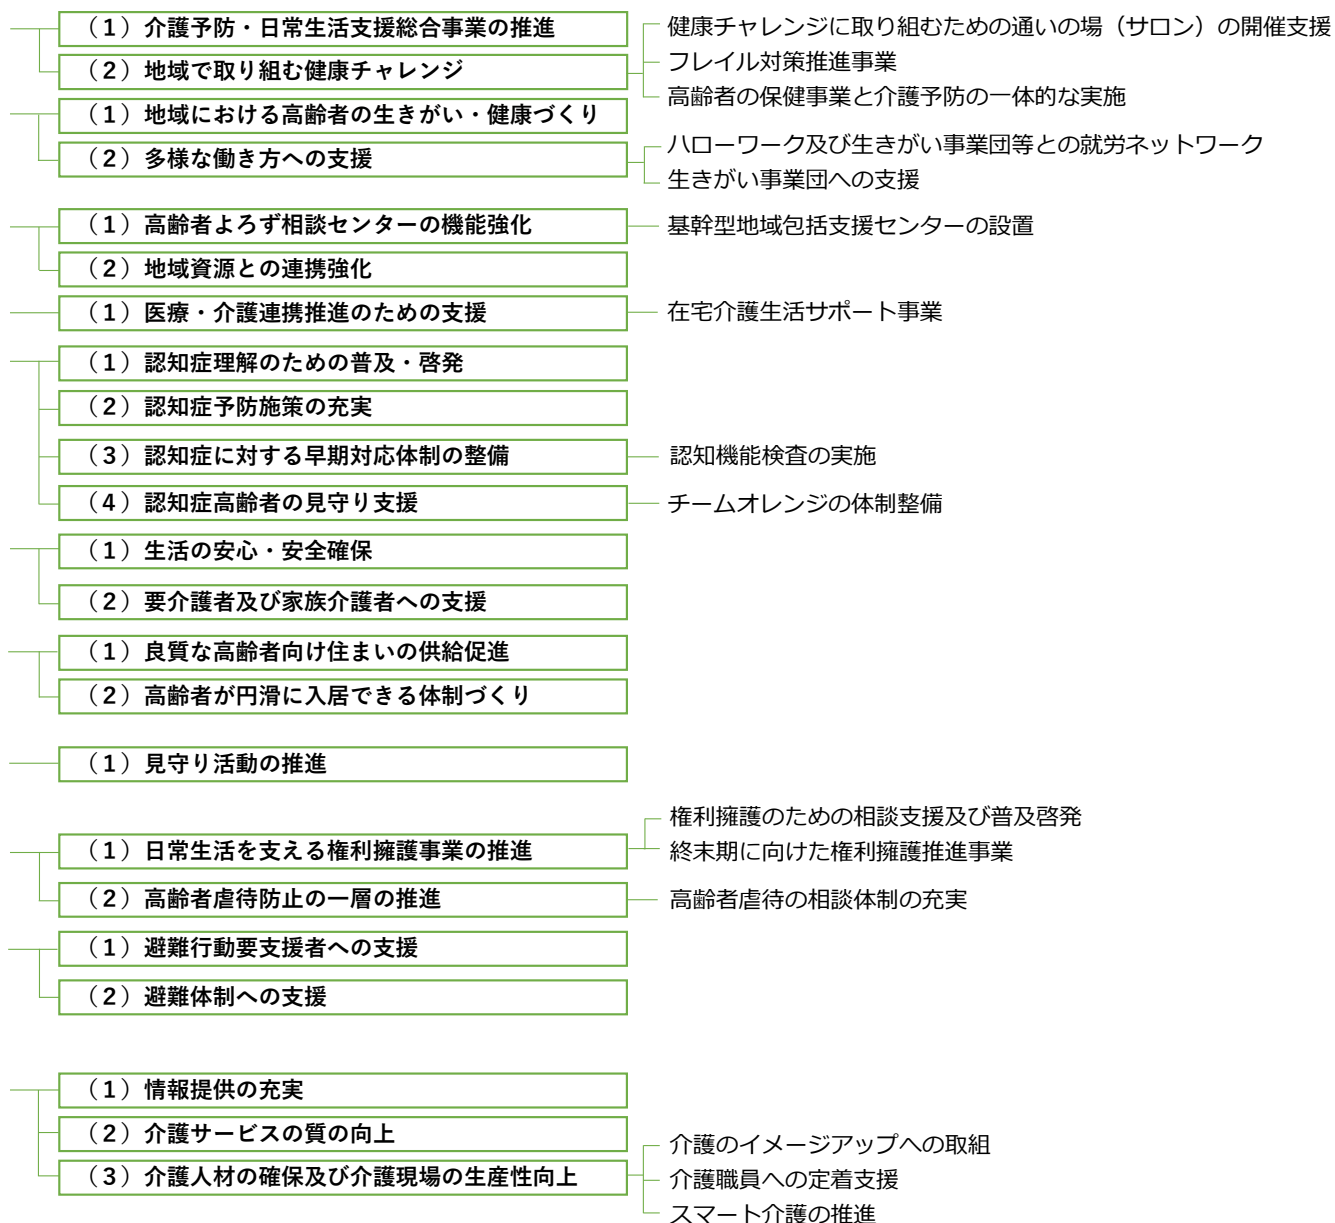 （１）介護予防・日常生活支援総合事業の推進
（２）地域で取り組む健康チャレンジ
健康チャレンジに取り組むための通いの場（サロン）の開催支援
フレイル対策推進事業
高齢者の保健事業と介護予防の一体的な実施
（１）地域における高齢者の生きがい・健康づくり
（２）多様な働き方への支援
ハローワーク及び生きがい事業団等との就労ネットワーク
生きがい事業団への支援
（１）高齢者よろず相談センターの機能強化
基幹型地域包括支援センターの設置
（２）地域資源との連携強化
（１）医療・介護連携推進のための支援
在宅介護生活サポート事業
（１）認知症理解のための普及・啓発
（２）認知症予防施策の充実
（３）認知症に対する早期対応体制の整備
認知機能検査の実施
（４）認知症高齢者の見守り支援
チームオレンジの体制整備
（１）生活の安心・安全確保
（２）要介護者及び家族介護者への支援
（１）良質な高齢者向け住まいの供給促進
（２）高齢者が円滑に入居できる体制づくり
（１）見守り活動の推進
（１）日常生活を支える権利擁護事業の推進
権利擁護のための相談支援及び普及啓発
終末期に向けた権利擁護推進事業
（２）高齢者虐待防止の一層の推進
高齢者虐待の相談体制の充実
（１）避難行動要支援者への支援
（２）避難体制への支援
（１）情報提供の充実
（２）介護サービスの質の向上
（３）介護人材の確保及び介護現場の生産性向上
介護のイメージアップへの取組
介護職員への定着支援
スマート介護の推進